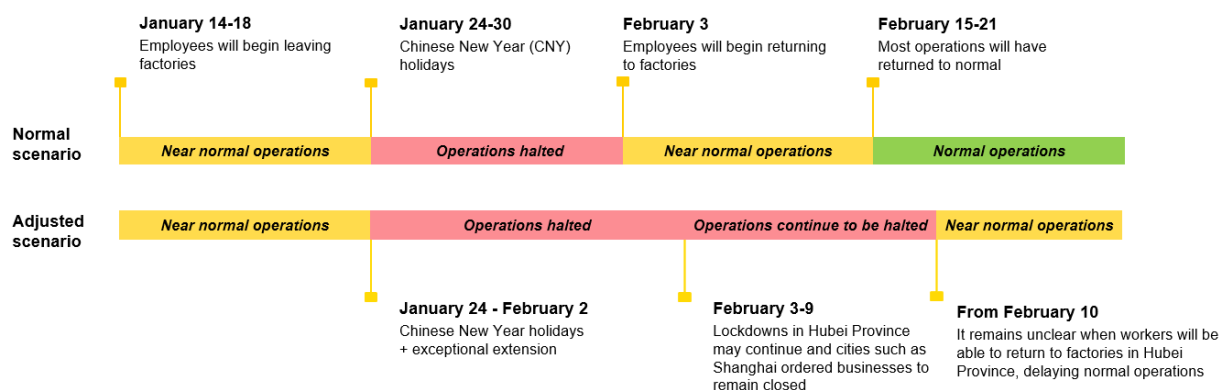 January 14-18
Employees will begin leaving
factories
January 24-30
Chinese New Year (CNY)
holidays
February 3
Employees will begin returning
to factories
February 15-21
Most operations will have
returned to normal
Normal
scenario
Near normal operations
Operations halted
Near normal operations
Normal operations
Adjusted
scenario
Near normal operations
Operations halted
Operations continue to be halted
Near normal operations
January 24 - February 2
Chinese New Year holidays
+ exceptional extension
February 3-9
Lockdowns in Hubei Province
may continue and cities such as
Shanghai ordered businesses to
remain closed
From February 10
It remains unclear when workers will be
able to return to factories in Hubei
Province, delaying normal operations